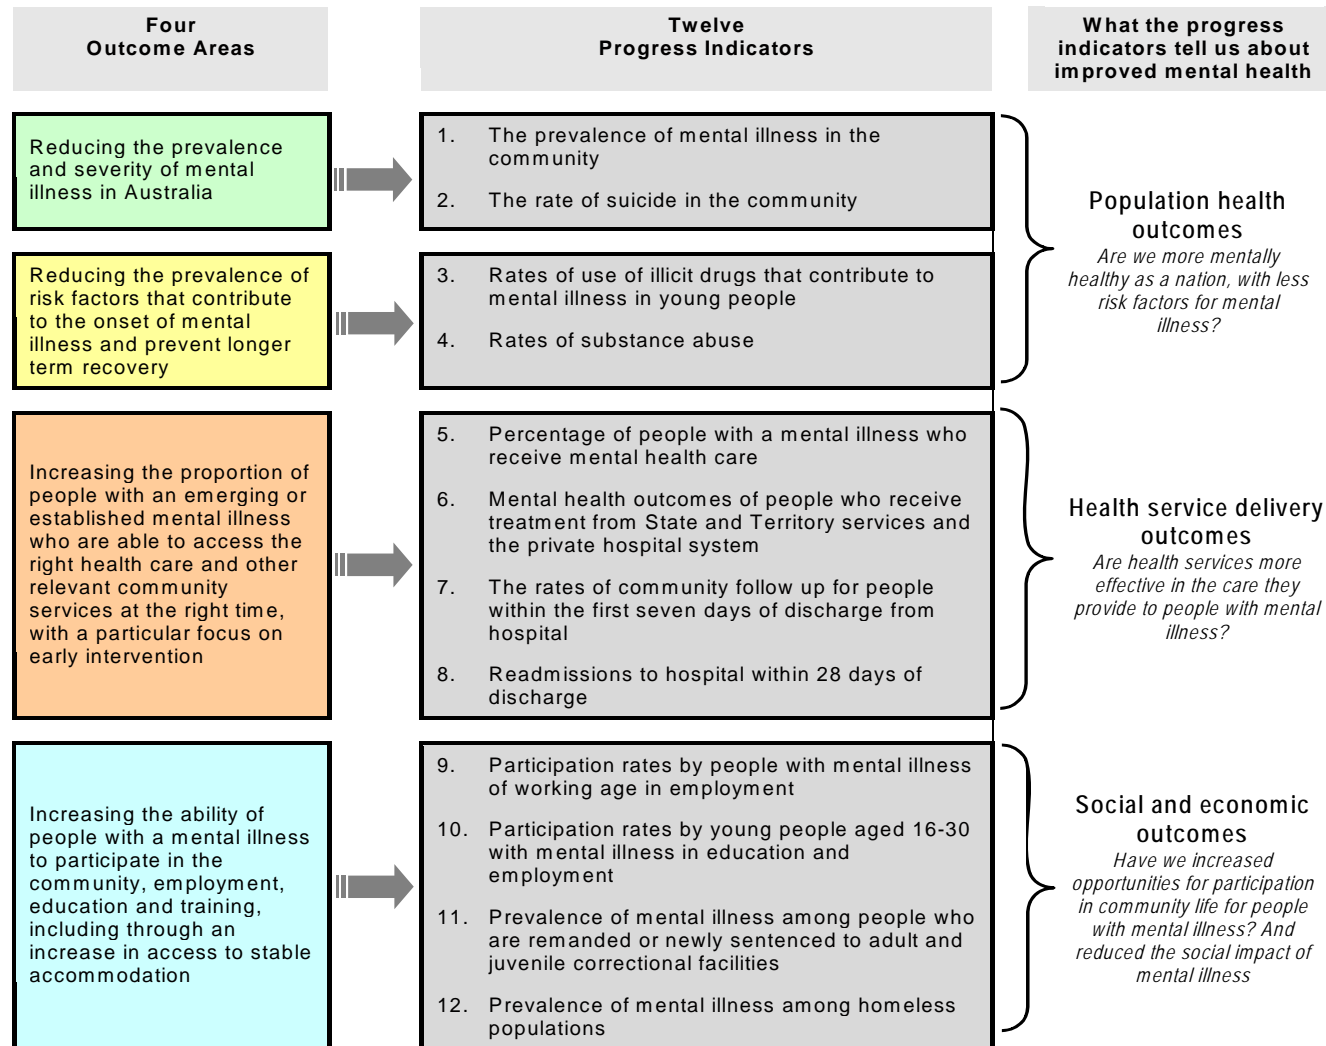 Four
Outcome Areas
Twelve
Progress Indicators
What the progress
indicators tell us about
improved mental health
Reducing the prevalence
and severity of mental
illness in Australia
1. The prevalence of mental illness in the
community
2. The rate of suicide in the community
Reducing the prevalence of
risk factors that contribute
to the onset of mental
illness and prevent longer
term recovery
3. Rates of use of illicit drugs that contribute to
mental illness in young people
4. Rates of substance abuse
Population health
outcomes
Are we more mentally
healthy as a nation, with less
risk factors for mental
illness?
Increasing the proportion of
people with an emerging or
established mental illness
who are able to access the
right health care and other
relevant community
services at the right time,
with a particular focus on
early intervention
5. Percentage of people with a mental illness who
receive mental health care
6. Mental health outcomes of people who receive
treatment from State and Territory services and
the private hospital system
7. The rates of community follow up for people
within the first seven days of discharge from
hospital
8. Readmissions to hospital within 28 days of
discharge
Health service delivery
outcomes
Are health services more
effective in the care they
provide to people with mental
illness?
Increasing the ability of
people with a mental illness
to participate in the
community, employment,
education and training,
including through an
increase in access to stable
accommodation
9. Participation rates by people with mental illness
of working age in employment
10. Participation rates by young people aged 16-30
with mental illness in education and
employment
11. Prevalence of mental illness among people who
are remanded or newly sentenced to adult and
juvenile correctional facilities
12. Prevalence of mental illness among homeless
populations
Social and economic
outcomes
Have we increased
opportunities for participation
in community life for people
with mental illness? And
reduced the social impact of
mental illness